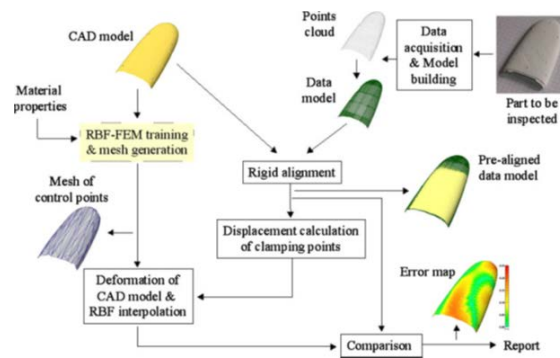 CAD model
Points
cloud
Data
acquisition
& Model
building
Data
model
Part to be
inspected
Material
properties
RBF-FEM training
& mesh generation
Rigid alignment
Pre-aligned
data model
Mesh of
control points
Displacement calculation
of clamping points
Deformation of
CAD model &
RBF interpolation
Error map
Comparison
Report